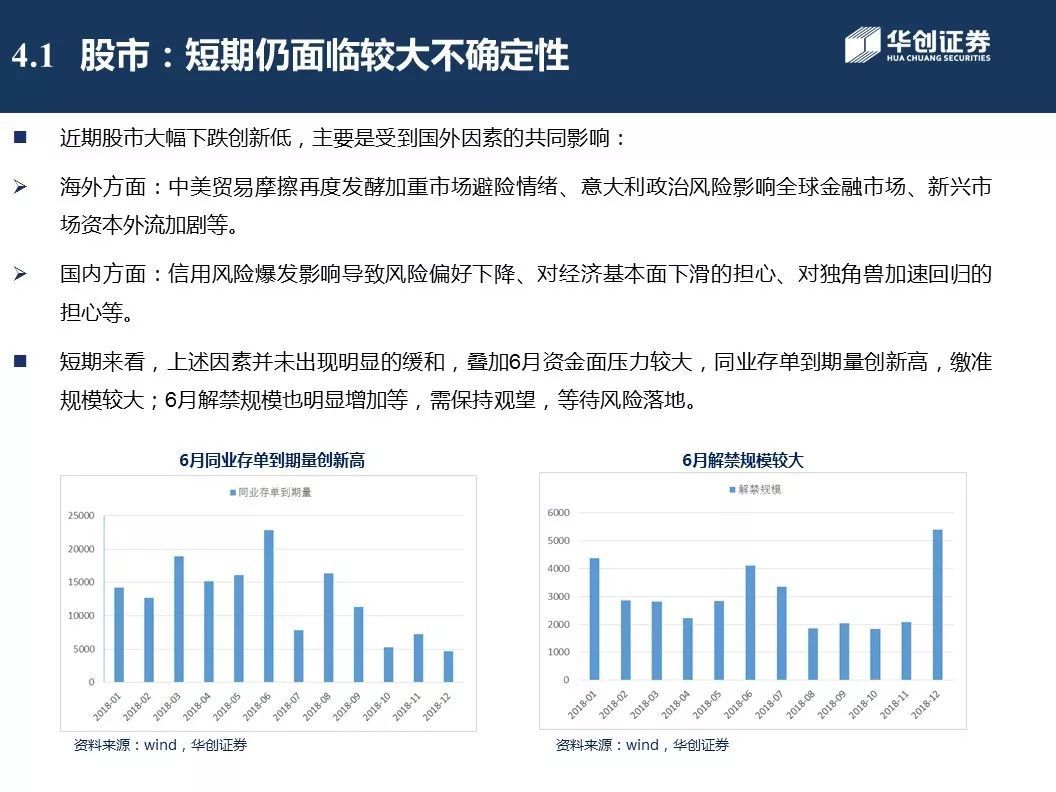 4.1 股市：短期仍面临较大不确定性
华创证券
HUA CHUANG SECURITIES
■ 近期股市大幅下跌创新低，主要是受到国外因素的共同影响：
➢ 海外方面：中美贸易摩擦再度发酵加重市场避险情绪、意大利政治风险影响全球金融市场、新兴市
场资本外流加剧等。
➢ 国内方面：信用风险爆发影响导致风险偏好下降、对经济基本面下滑的担心、对独角兽加速回归的
担心等。
■ 短期来看，上述因素并未出现明显的缓和，叠加6月资金面压力较大，同业存单到期量创新高，缴准
规模较大；6月解禁规模也明显增加等，需保持观望，等待风险落地。
6月同业存单到期量创新高
同业存单到期量
25000
20000
15000
10000
5000
0
2018-01
2018-02
2018-03
2018-04
2018-05
2018-06
2018-07
2018-08
2018-09
2018-10
2018-11
2018-12
资料来源：wind，华创证券
6月解禁规模较大
解禁规模
6000
5000
4000
3000
2000
1000
0
2018-01
2018-02
2018-03
2018-04
2018-05
2018-06
2018-07
2018-08
2018-09
2018-10
2018-11
2018-12
资料来源：wind，华创证券